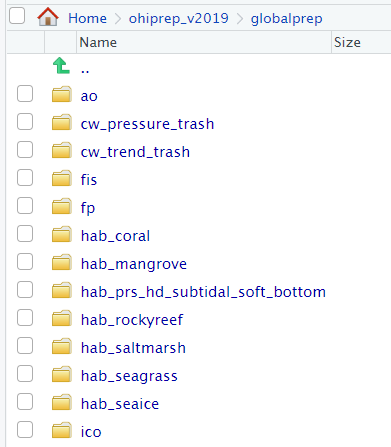 Home ohiprep_v2019 globalprep
Name Size
..
ao
cw_pressure_trash
cw_trend_trash
fis
fp
hab_coral
hab_mangrove
hab_prs_hd_subtidal_soft_bottom
hab_rockyreef
hab_saltmarsh
hab_seagrass
hab_seaice
ico